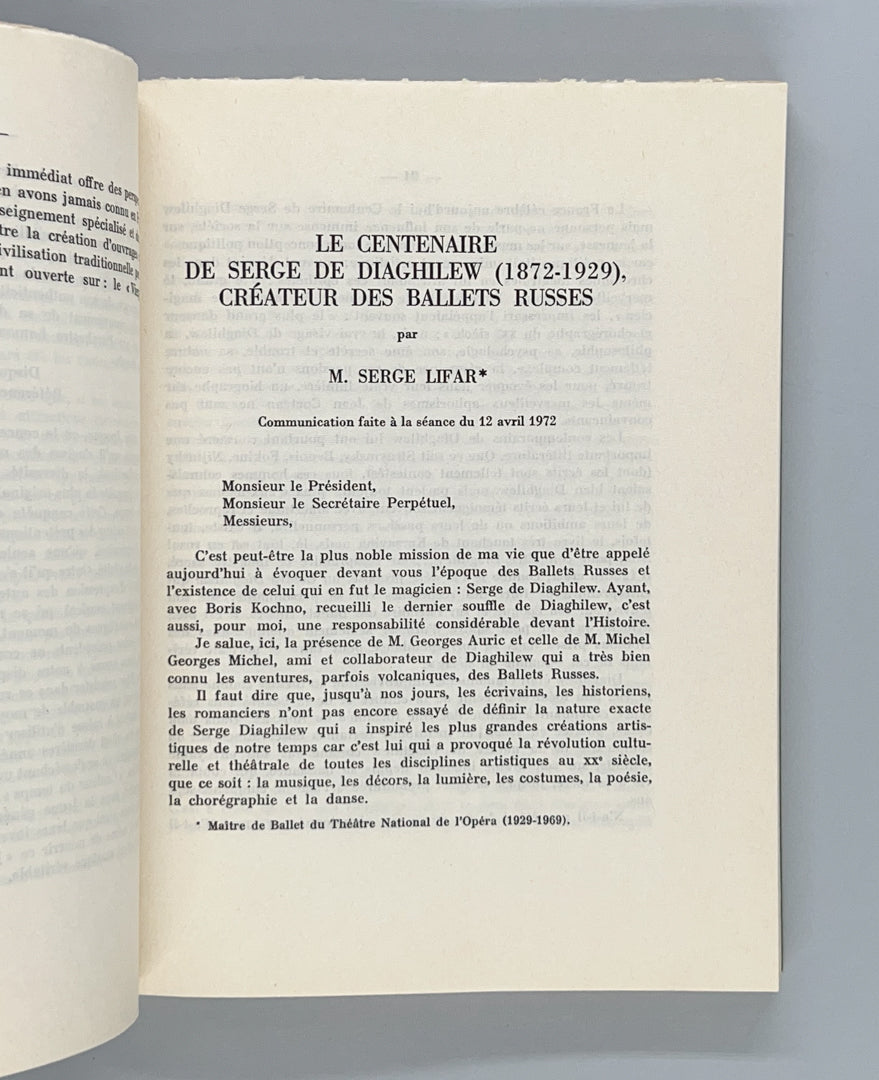 immédiat offre des
en avons jamais connu
seignement spécialisé et
tre la création d'ouvrages
ivilisation traditionnelle
nt ouverte sur : le
LE CENTENAIRE
DE SERGE DE DIAGHILEW (1872-1929),
CRÉATEUR DES BALLETS RUSSES
par
M. SERGE LIFAR*
Communication faite à la séance du 12 avril 1972
Monsieur le Président,
Monsieur le Secrétaire Perpétuel,
Messieurs,
C'est peut-être la plus noble mission de ma vie que d'être appelé
aujourd'hui à évoquer devant vous l'époque des Ballets Russes et
l'existence de celui qui en fut le magicien : Serge de Diaghilew. Ayant,
avec Boris Kochno, recueilli le dernier souffle de Diaghilew, c'est
aussi, pour moi, une responsabilité considérable devant l'Histoire.
Je salue, ici, la présence de M. Georges Auric et celle de M. Michel
Georges Michel, ami et collaborateur de Diaghilew qui a très bien
connu les aventures, parfois volcaniques, des Ballets Russes.
Il faut dire que, jusqu'à nos jours, les écrivains, les historiens,
les romanciers n'ont pas encore essayé de définir la nature exacte
de Serge Diaghilew qui a inspiré les plus grandes créations artis-
tiques de notre temps car c'est lui qui a provoqué la révolution cultu-
relle et théâtrale de toutes les disciplines artistiques au XXe siècle,
que ce soit : la musique, les décors, la lumière, les costumes, la poésie,
la chorégraphie et la danse.
* Maître de Ballet du Théâtre National de l'Opéra (1929-1969).